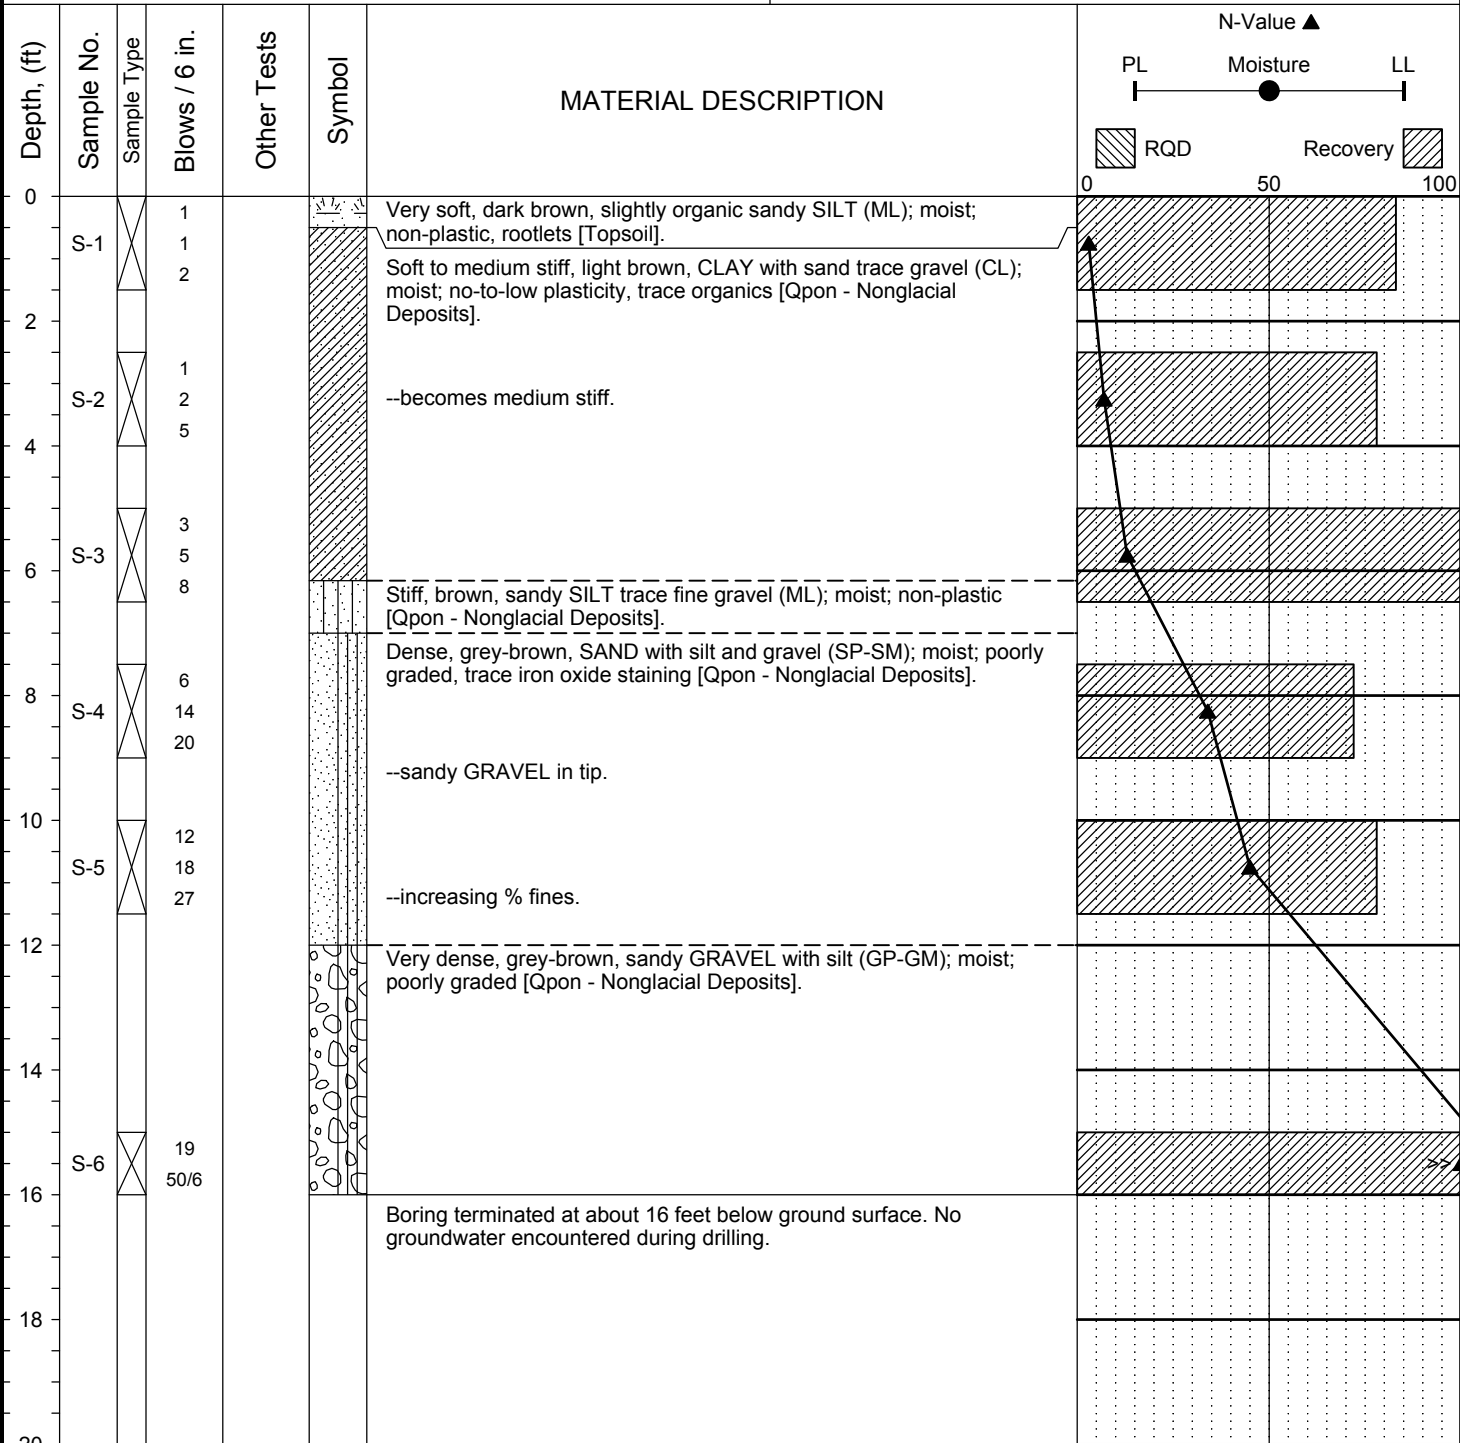 Depth, (ft)
Sample No.
Sample Type
Blows / 6 in.
Other Tests
Symbol
MATERIAL DESCRIPTION
N-Value
PL Moisture LL
RQD Recovery
0 50 100
0
Very soft, dark brown, slightly organic sandy SILT (ML); moist;
non-plastic, rootlets [Topsoil].
S-1
1
1
2
Soft to medium stiff, light brown, CLAY with sand trace gravel (CL);
moist; no-to-low plasticity, trace organics [Qpon - Nonglacial
Deposits].
2
S-2
1
2
5
--becomes medium stiff.
4
S-3
3
5
8
6
Stiff, brown, sandy SILT trace fine gravel (ML); moist; non-plastic
[Qpon - Nonglacial Deposits].
Dense, grey-brown, SAND with silt and gravel (SP-SM); moist; poorly
graded, trace iron oxide staining [Qpon - Nonglacial Deposits].
8
S-4
6
14
20
--sandy GRAVEL in tip.
10
S-5
12
18
27
--increasing % fines.
12
Very dense, grey-brown, sandy GRAVEL with silt (GP-GM); moist;
poorly graded [Qpon - Nonglacial Deposits].
14
S-6
19
50/6
>>
16
Boring terminated at about 16 feet below ground surface. No
groundwater encountered during drilling.
18
20